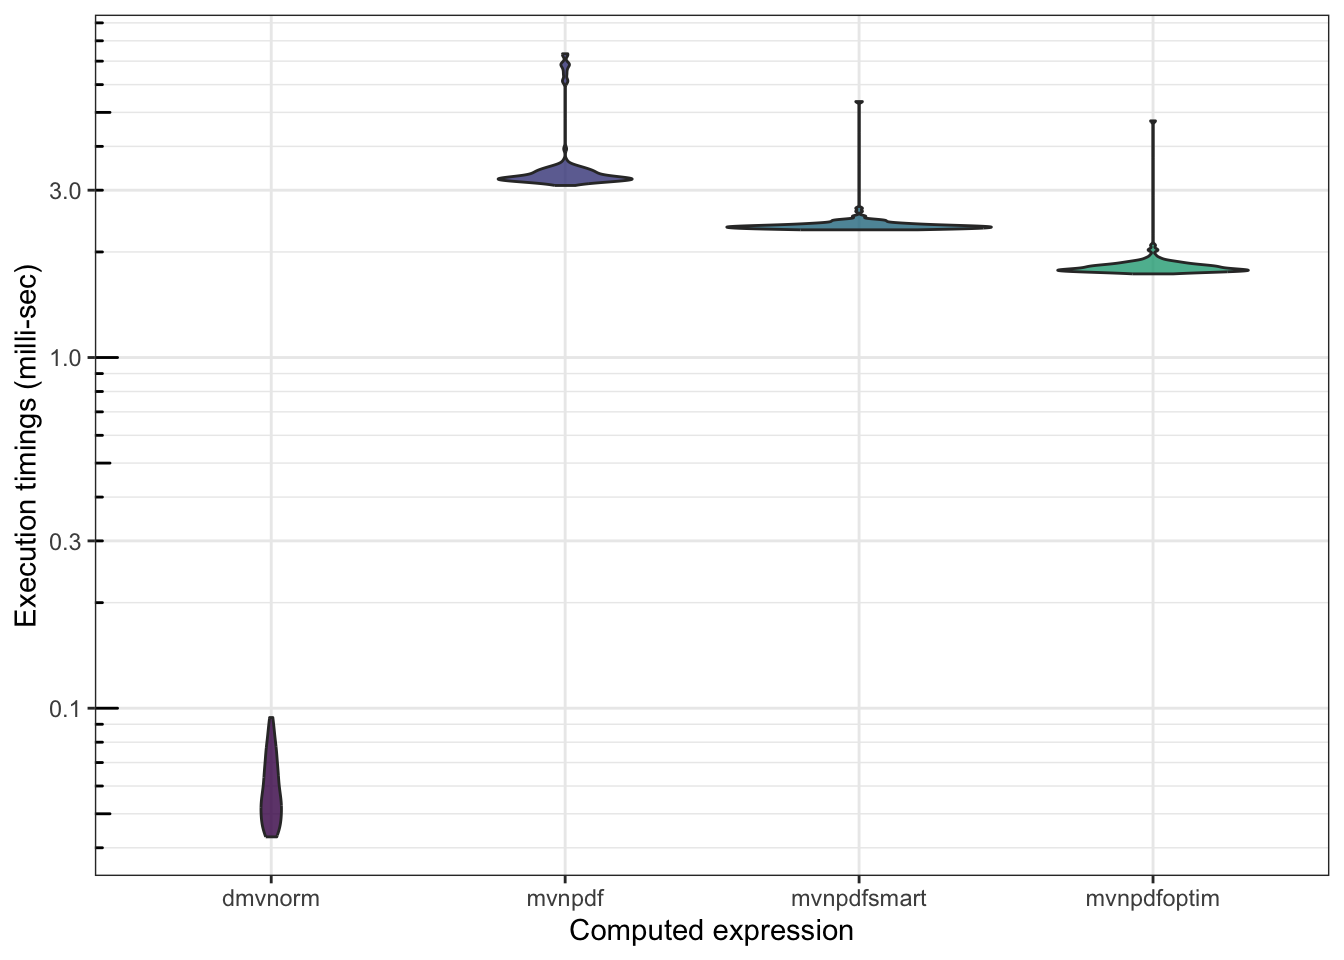 Execution timings (milli-sec)
3.0
1.0
0.3
0.1
dmvnorm
mvnpdf
mvnpdfsmart
mvnpdfoptim
Computed expression